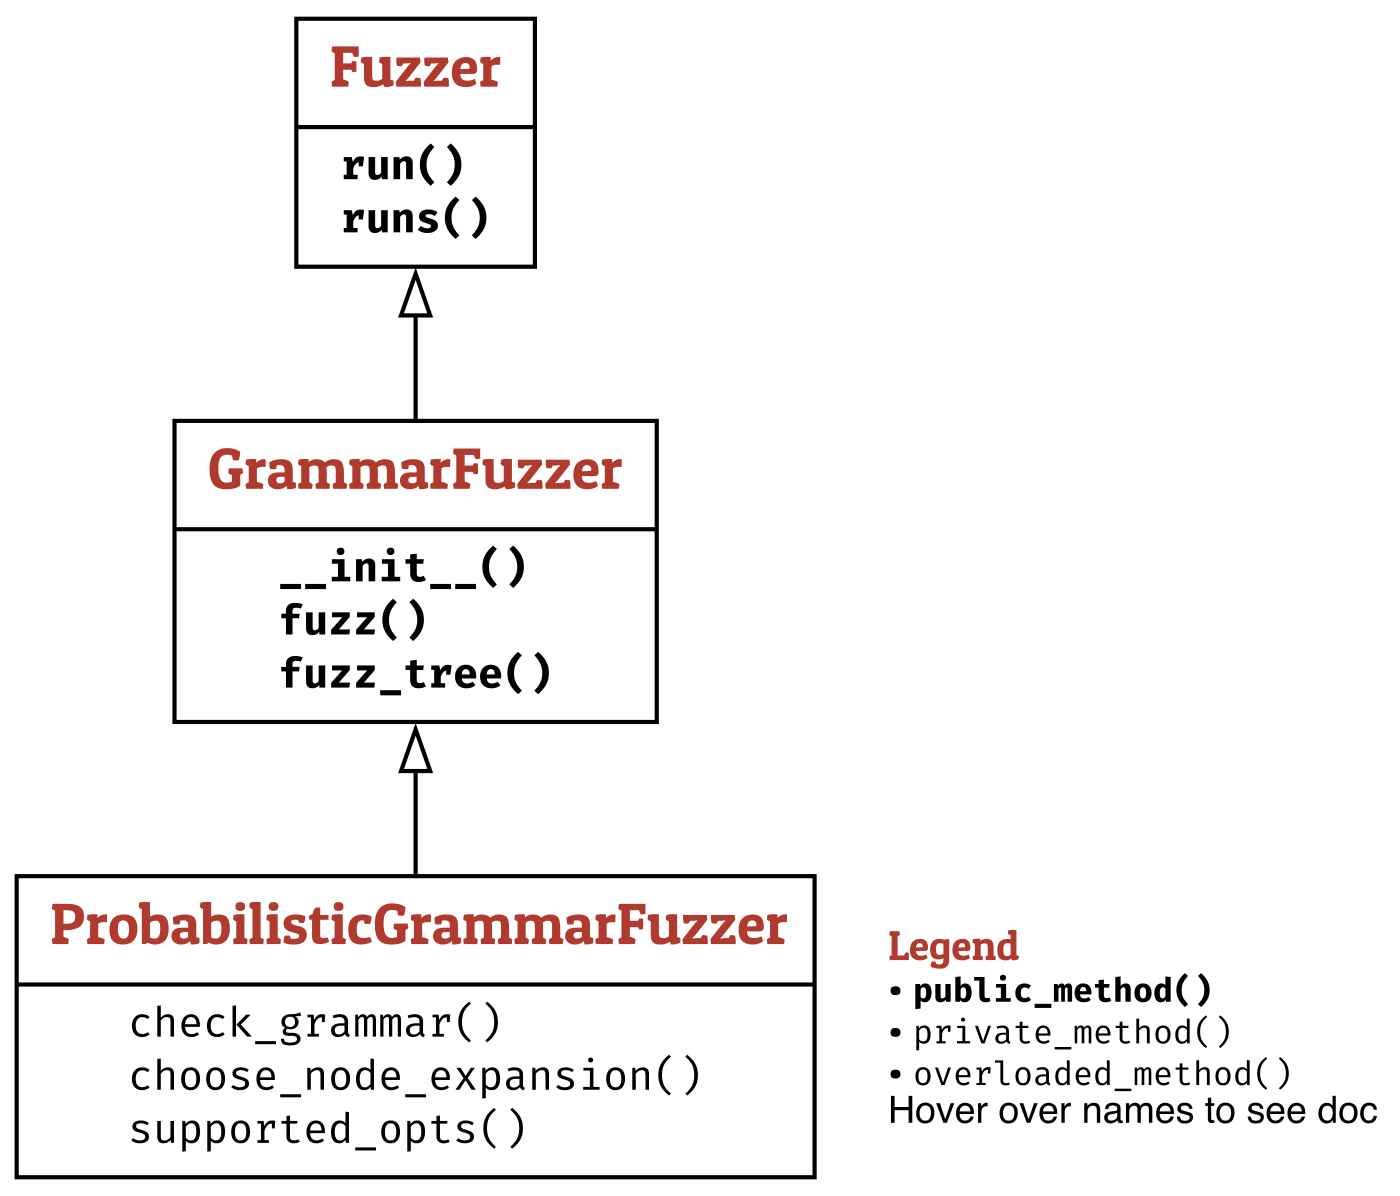 Fuzzer
run()
runs()
GrammarFuzzer
__init__()
fuzz()
fuzz_tree()
ProbabilisticGrammarFuzzer
check_grammar()
choose_node_expansion()
supported_opts()
Legend
• public_method()
• private_method()
• overloaded_method()
Hover over names to see doc